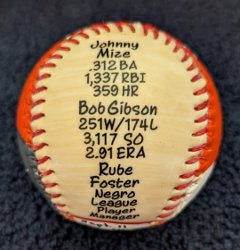 Johnny
Mize
.312 BA
1,337 RBI
359 HR
Bob Gibson
251W/174L
3,117 SO
2.91 ERA
Rube
Foster
Negro
League
Player
Manager